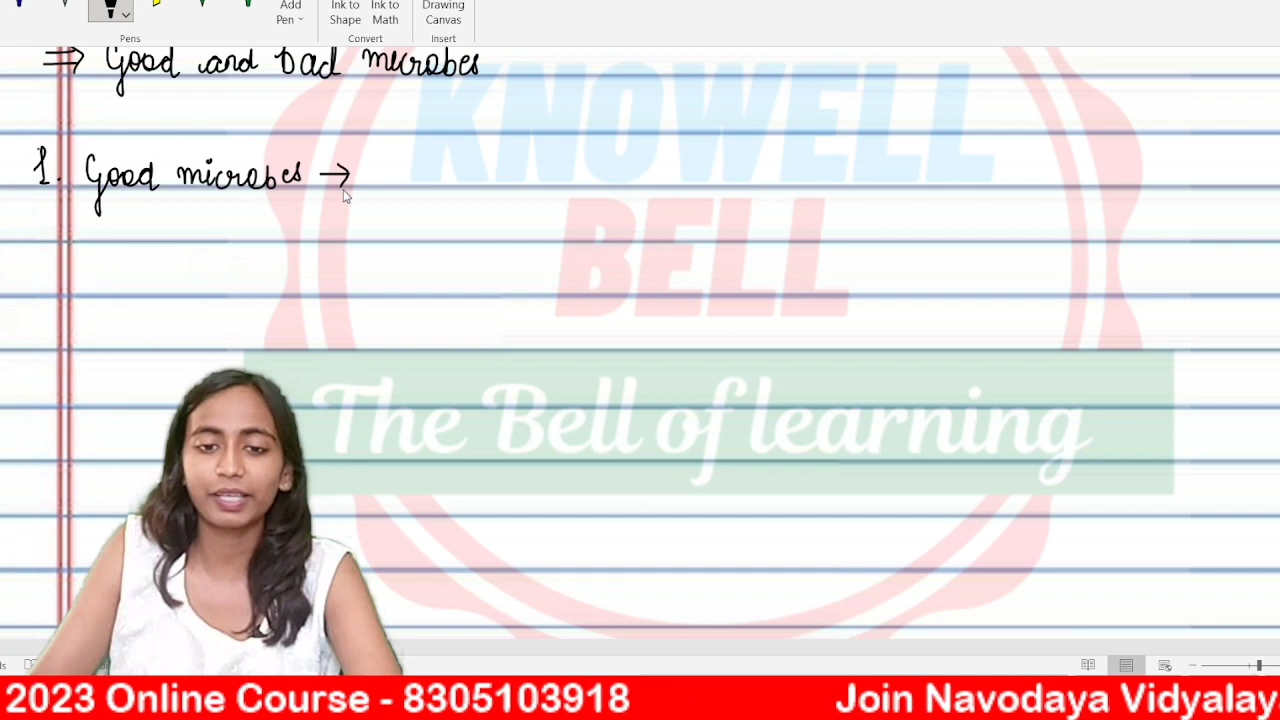 Add Ink to Ink to Drawing
Pen Shape Math Canvas
Pens Convert Insert
⇒ Good and bad microbes
1. Good microbes →
KNOWELL
BELL
The Bell of learning
2023 Online Course - 8305103918 Join Navodaya Vidyalay